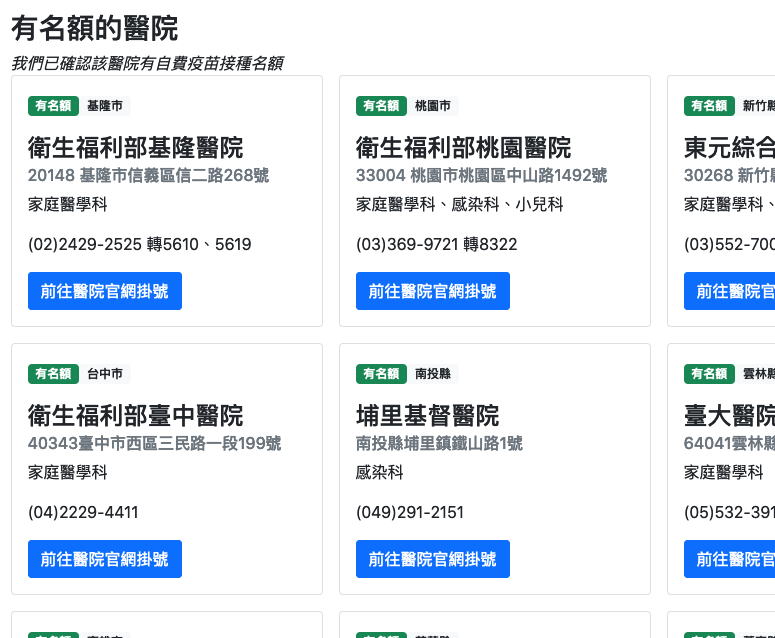 有名額的醫院
我們已確認該醫院有自費疫苗接種名額
有名額 基隆市
衛生福利部基隆醫院
20148 基隆市信義區信二路268號
家庭醫學科
(02)2429-2525 轉5610、5619
前往醫院官網掛號
有名額 桃園市
衛生福利部桃園醫院
33004 桃園市桃園區中山路1492號
家庭醫學科、感染科、小兒科
(03)369-9721 轉8322
前往醫院官網掛號
有名額 新竹縣
東元綜合
30268 新竹縣
家庭醫學科、
(03)552-700
前往醫院官
有名額 台中市
衛生福利部臺中醫院
40343臺中市西區三民路一段199號
家庭醫學科
(04)2229-4411
前往醫院官網掛號
有名額 南投縣
埔里基督醫院
南投縣埔里鎮鐵山路1號
感染科
(049)291-2151
前往醫院官網掛號
有名額 雲林縣
臺大醫院
64041雲林縣
家庭醫學科
(05)532-391
前往醫院官